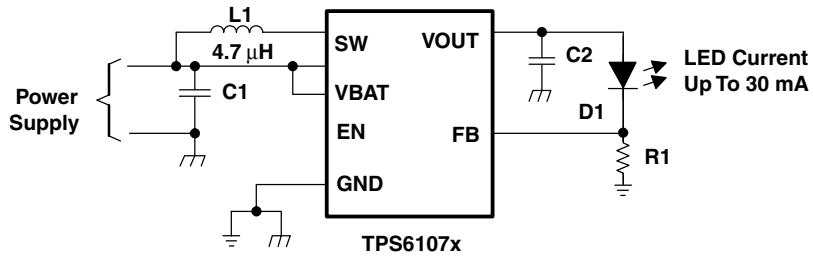 L1
SW
VOUT
4.7 µH
C2
LED Current
Up To 30 mA
Power
Supply
C1
VBAT
D1
EN
FB
R1
GND
TPS6107x